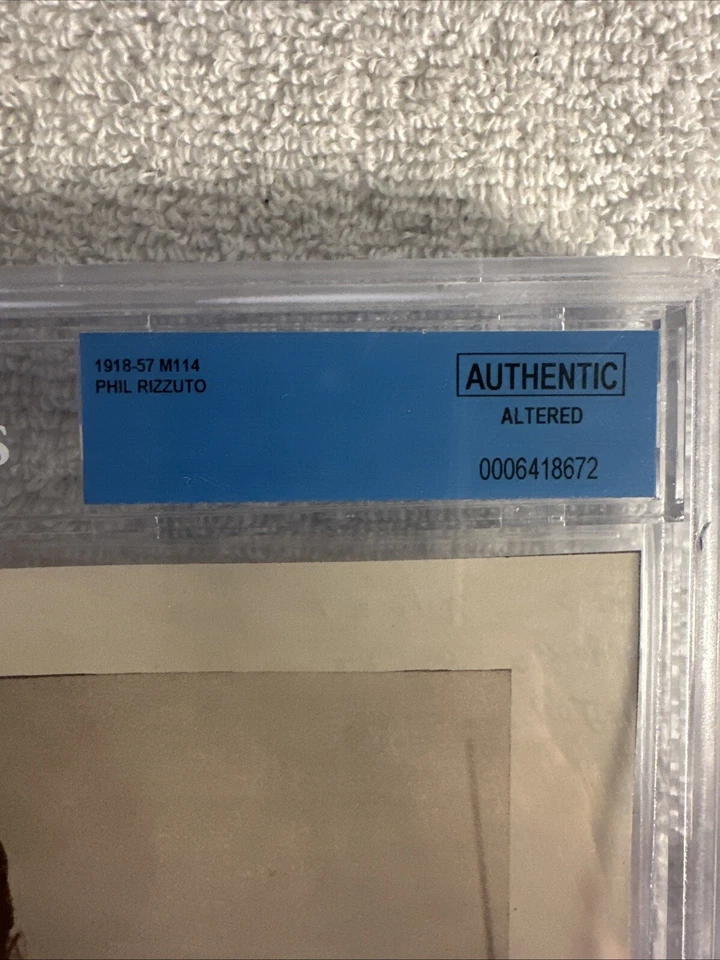 1918-57 M114
PHIL RIZZUTO
AUTHENTIC
ALTERED
0006418672
S